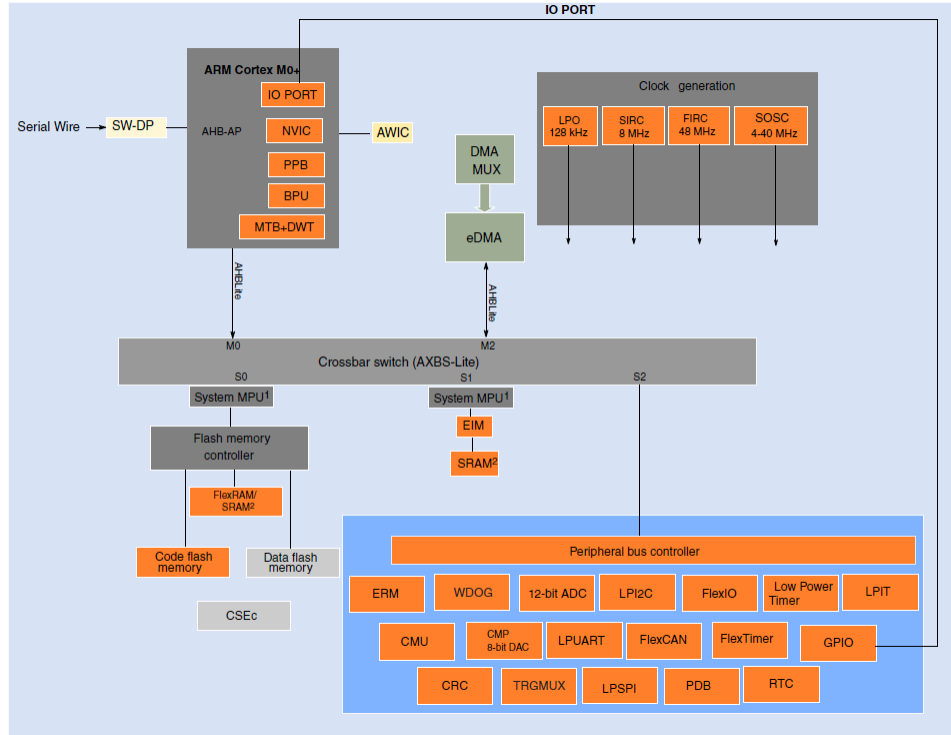 IO PORT
ARM Cortex M0+
IO PORT
Serial Wire
SW-DP
AHB-AP
NVIC
AWIC
PPB
BPU
MTB+DWT
DMA
MUX
eDMA
Clock generation
LPO
128 kHz
SIRC
8 MHz
FIRC
48 MHz
SOSC
4-40 MHz
AHBLite
AHBLite
M0
M2
Crossbar switch (AXBS-Lite)
S0
S1
S2
System MPU1
System MPU1
Flash memory
controller
EIM
SRAM2
FlexRAM/
SRAM2
Code flash
memory
Data flash
memory
CSEc
Peripheral bus controller
ERM
WDOG
12-bit ADC
LPI2C
FlexIO
Low Power
Timer
LPIT
CMU
CMP
8-bit DAC
LPUART
FlexCAN
FlexTimer
GPIO
CRC
TRGMUX
LPSPI
PDB
RTC